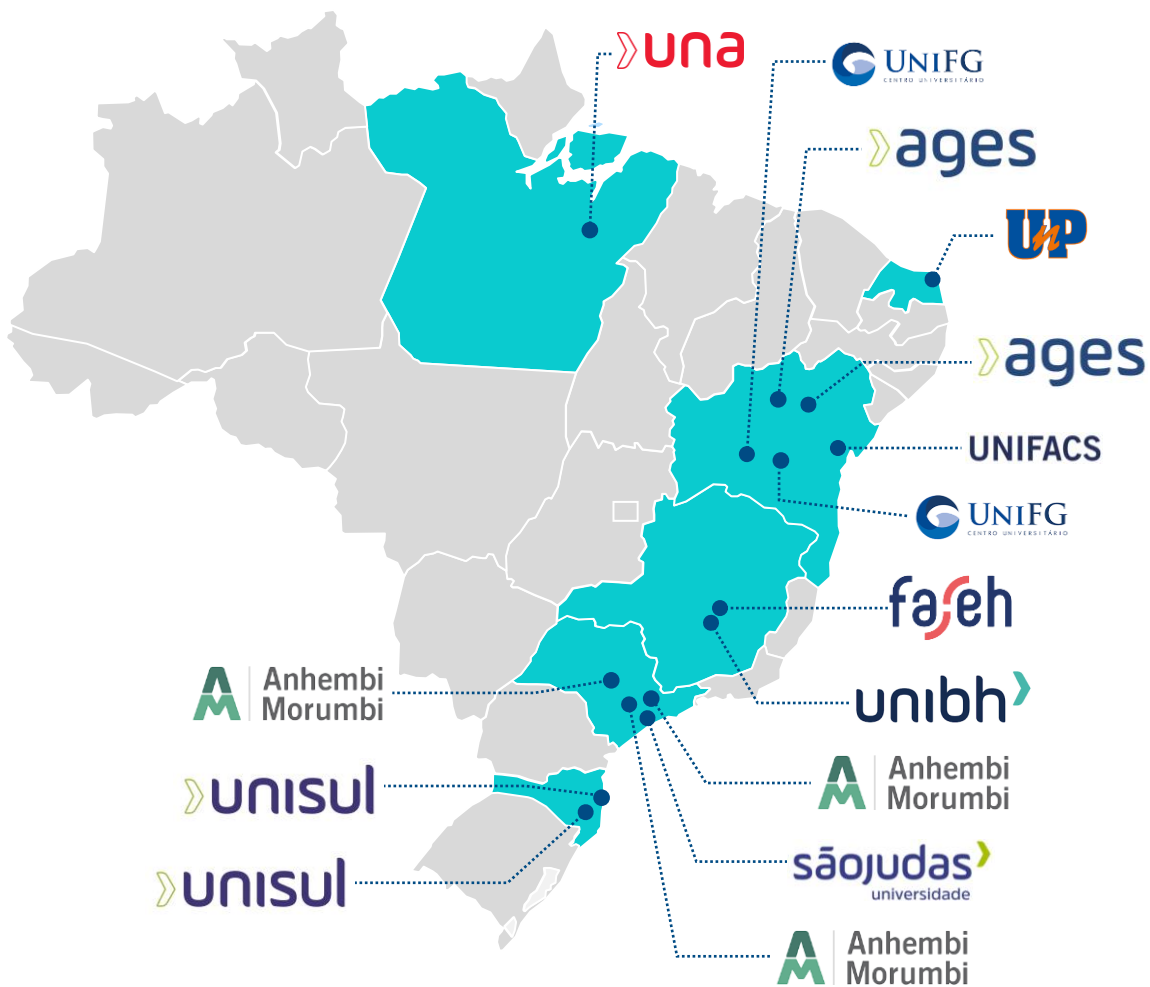 una
UNIFG
CENTRO UNIVERSITÁRIO
ages
UnP
ages
UNIFACS
UNIFG
CENTRO UNIVERSITÁRIO
faseh
Anhembi
Morumbi
unibh
Anhembi
Morumbi
unisul
sãojudas
universidade
unisul
Anhembi
Morumbi